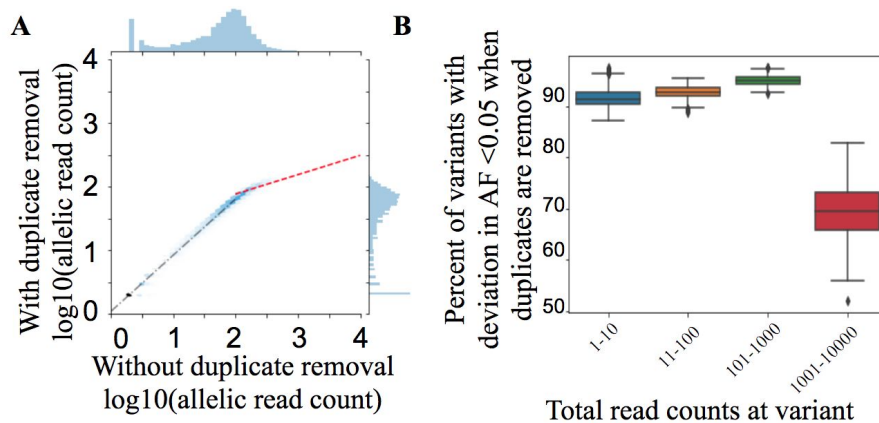 A
With duplicate removal
log10(allelic read count)
4
3
2
1
0
0 1 2 3 4
Without duplicate removal
log10(allelic read count)
B
Percent of variants with
deviation in AF <0.05 when
duplicates are removed
90
80
70
60
50
1-10
11-100
101-1000
1001-10000
Total read counts at variant